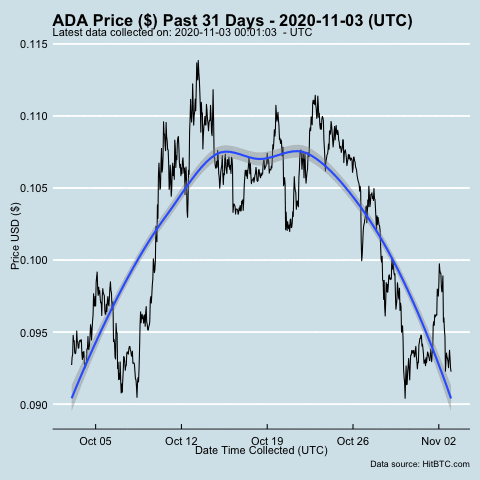 ADA Price ($) Past 31 Days - 2020-11-03 (UTC)
Latest data collected on: 2020-11-03 00:01:03 - UTC
0.115
0.110
0.105
0.100
0.095
0.090
Price USD ($)
Oct 05 Oct 12 Oct 19 Oct 26 Nov 02
Date Time Collected (UTC)
Data source: HitBTC.com